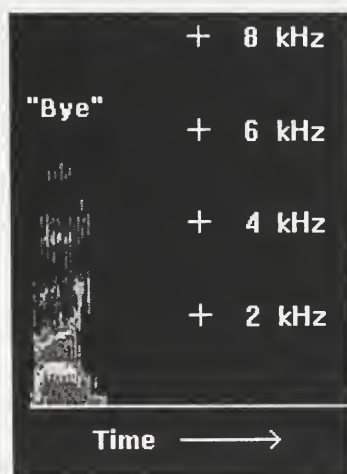 + 8 kHz
"Bye"
+ 6 kHz
+ 4 kHz
+ 2 kHz
Time →